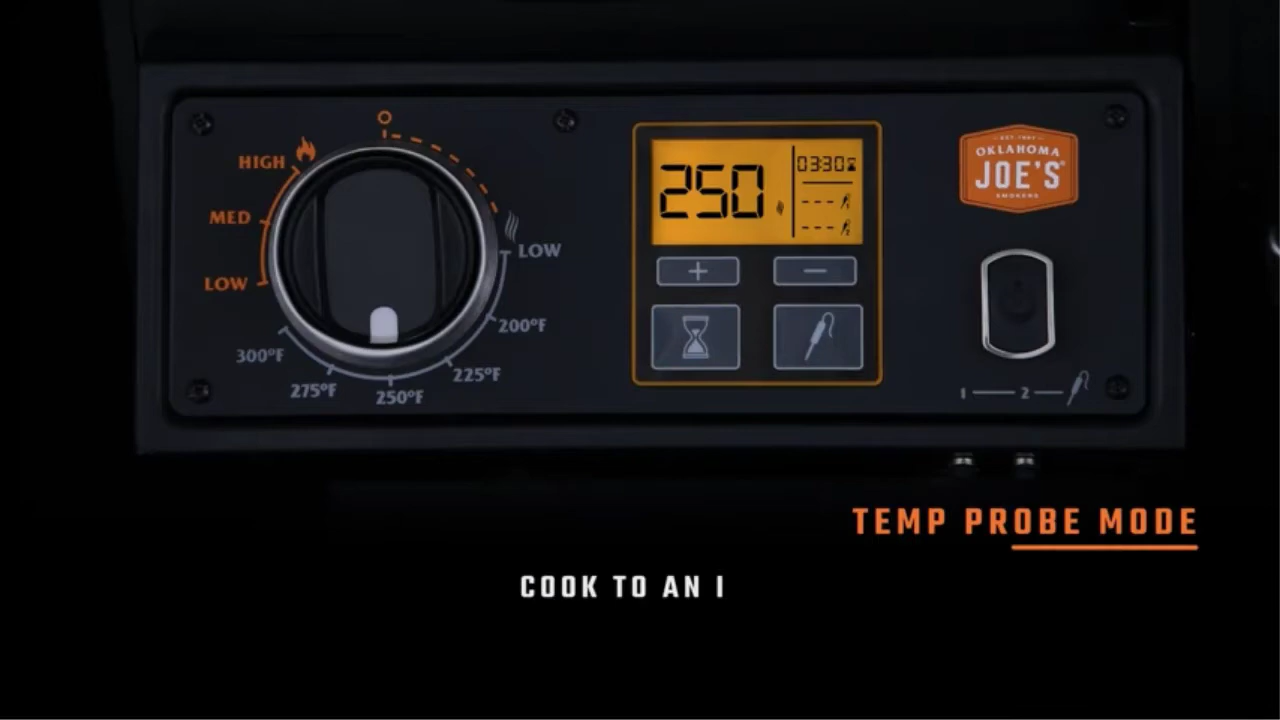 HIGH
MED
LOW
300°F
275°F
250°F
225°F
200°F
LOW
250
03:30
---
---
EST. 1987
OKLAHOMA
JOE'S®
SMOKERS
1 2
TEMP PROBE MODE
COOK TO AN I